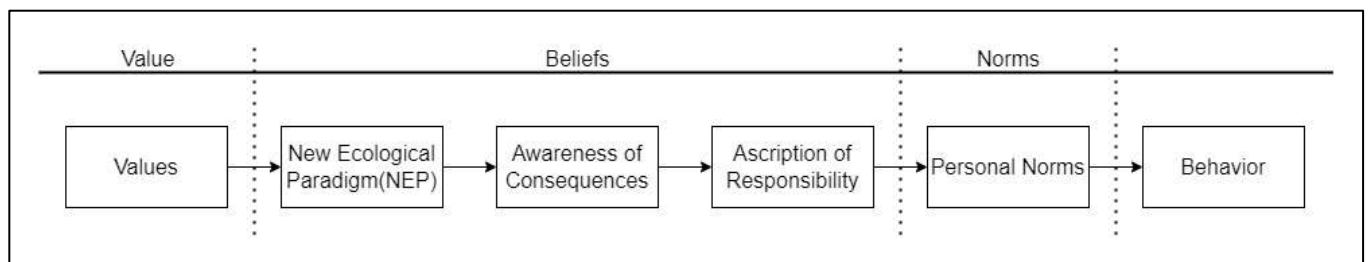 Value
Beliefs
Norms
Values
New Ecological
Paradigm(NEP)
Awareness of
Consequences
Ascription of
Responsibility
Personal Norms
Behavior